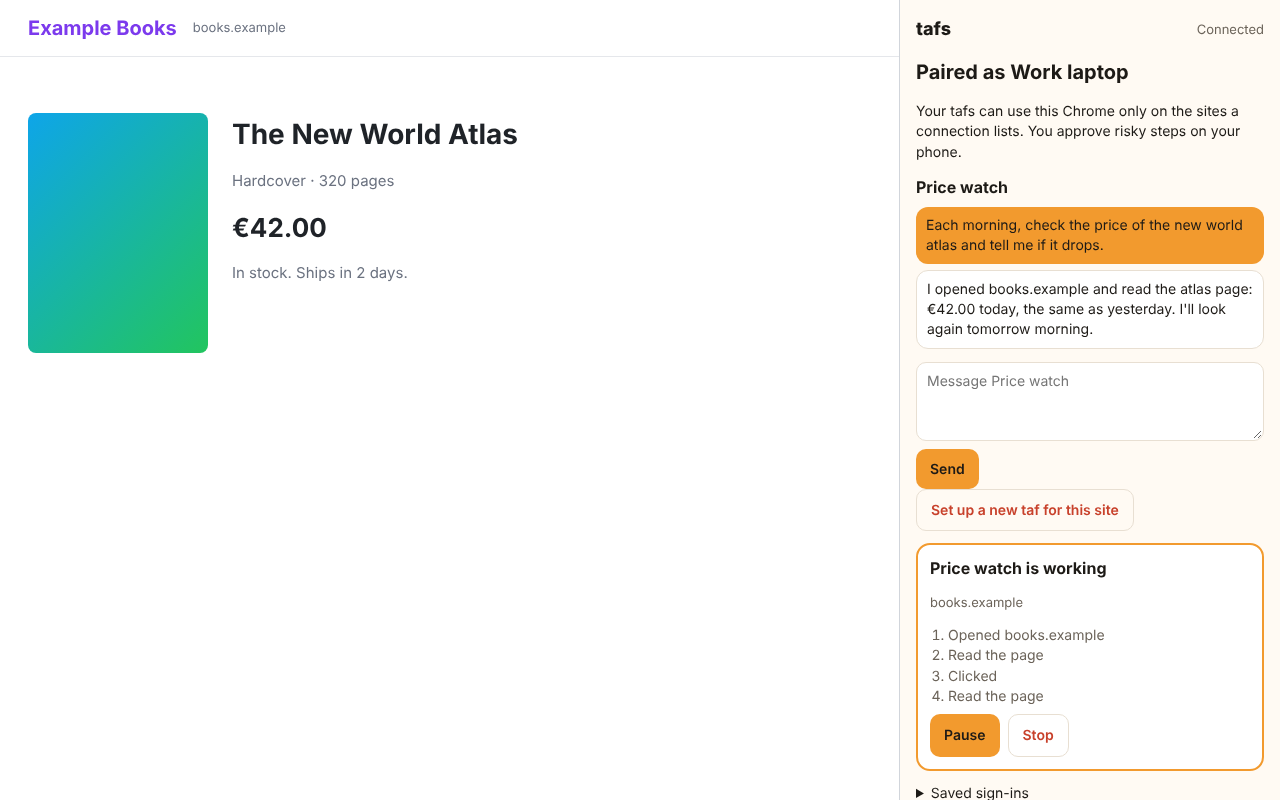 Example Books
books.example
The New World Atlas
Hardcover · 320 pages
€42.00
In stock. Ships in 2 days.
tafs
Connected
Paired as Work laptop
Your tafs can use this Chrome only on the sites a
connection lists. You approve risky steps on your
phone.
Price watch
Each morning, check the price of the new world
atlas and tell me if it drops.
I opened books.example and read the atlas page:
€42.00 today, the same as yesterday. I'll look
again tomorrow morning.
Message Price watch
Send
Set up a new taf for this site
Price watch is working
books.example
1. Opened books.example
2. Read the page
3. Clicked
4. Read the page
Pause
Stop
Saved sign-ins